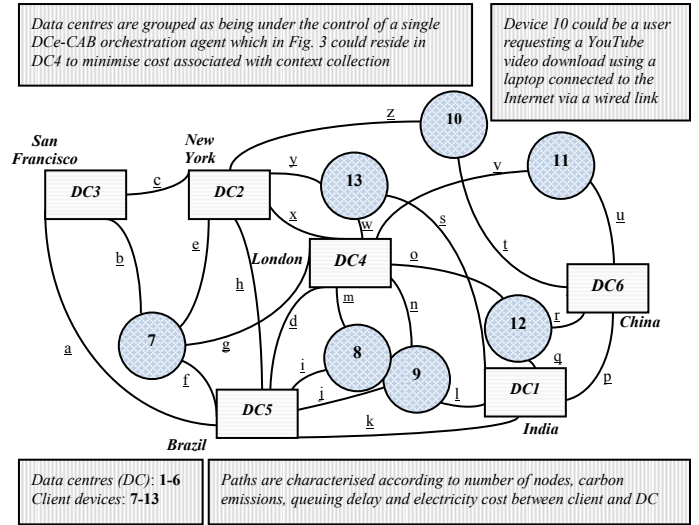 Data centres are grouped as being under the control of a single
DCe-CAB orchestration agent which in Fig. 3 could reside in
DC4 to minimise cost associated with context collection
Device 10 could be a user
requesting a YouTube
video download using a
laptop connected to the
Internet via a wired link
z
10
San
Francisco
New
York
11
c
y
13
v
DC3
DC2
x
w
s
u
b
e
London
DC4
o
t
h
DC6
m
n
d
12
r
China
7
g
8
a
i
9
q
f
j
l
DC1
p
DC5
k
Brazil
India
Data centres (DC): 1-6
Client devices: 7-13
Paths are characterised according to number of nodes, carbon
emissions, queuing delay and electricity cost between client and DC